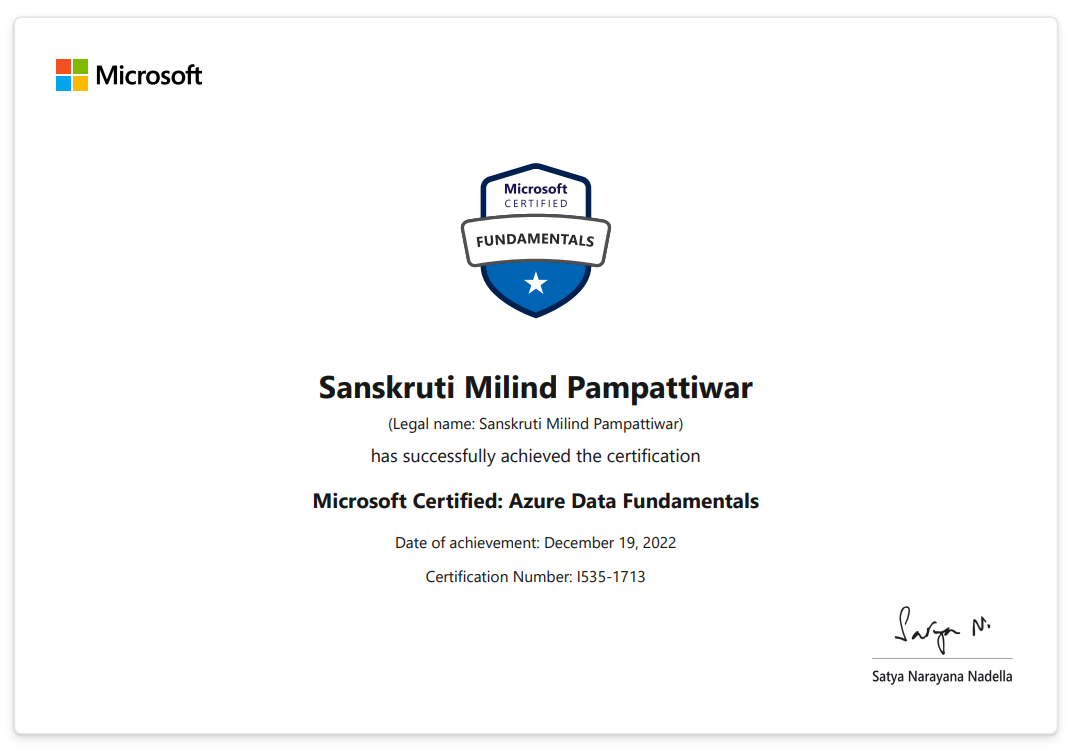 Microsoft
Microsoft
CERTIFIED
FUNDAMENTALS
Sanskruti Milind Pampattiwar
(Legal name: Sanskruti Milind Pampattiwar)
has successfully achieved the certification
Microsoft Certified: Azure Data Fundamentals
Date of achievement: December 19, 2022
Certification Number: I535-1713
Satya N.
Satya Narayana Nadella